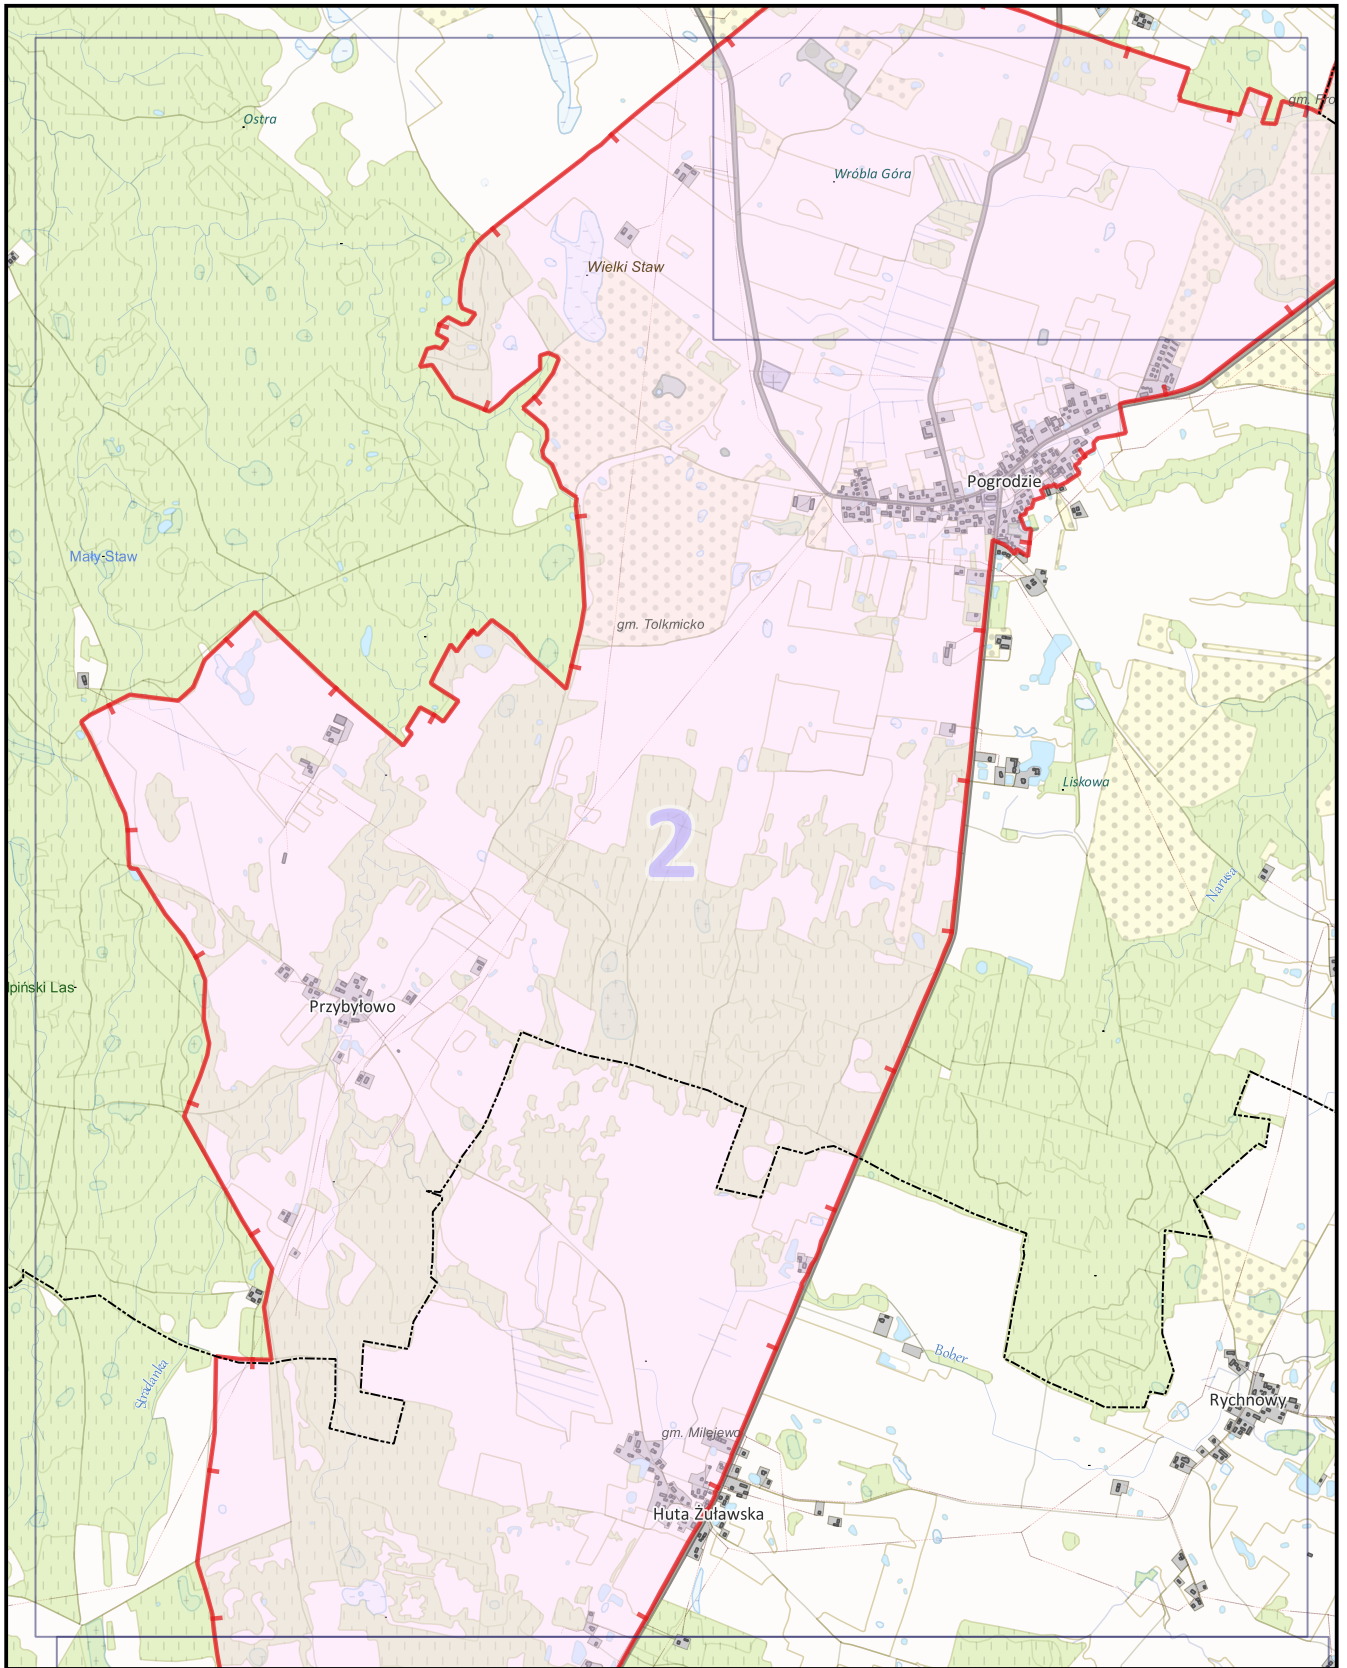 gm. Fro
Ostra
Wróbla Góra
Wielki Staw
Pogrodzie
Mały Staw
gm. Tolkmicko
Liskowa
2
Narusa
lpiński Las
Przybyłowo
Bober
Stradanka
Rychnowy
gm. Milejewo
Huta Żuławska